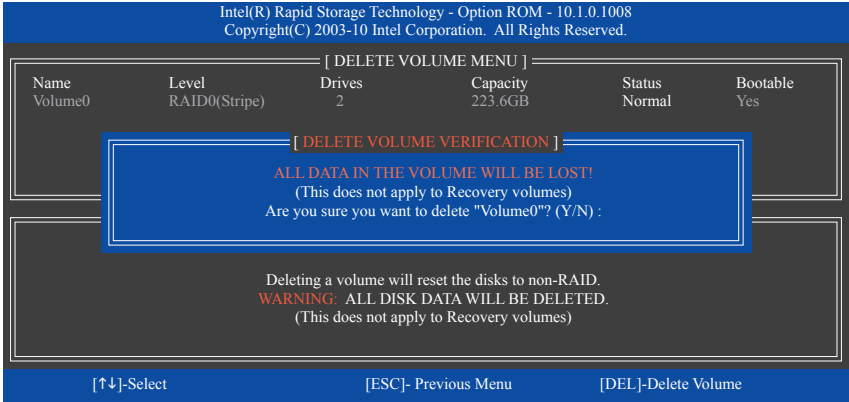 Intel(R) Rapid Storage Technology - Option ROM - 10.1.0.1008
Copyright(C) 2003-10 Intel Corporation. All Rights Reserved.
[ DELETE VOLUME MENU ]
Name Level Drives Capacity Status Bootable
Volume0 RAID0(Stripe) 2 223.6GB Normal Yes
[ DELETE VOLUME VERIFICATION ]
ALL DATA IN THE VOLUME WILL BE LOST!
(This does not apply to Recovery volumes)
Are you sure you want to delete "Volume0"? (Y/N) :
Deleting a volume will reset the disks to non-RAID.
WARNING: ALL DISK DATA WILL BE DELETED.
(This does not apply to Recovery volumes)
[↑↓]-Select [ESC]- Previous Menu [DEL]-Delete Volume